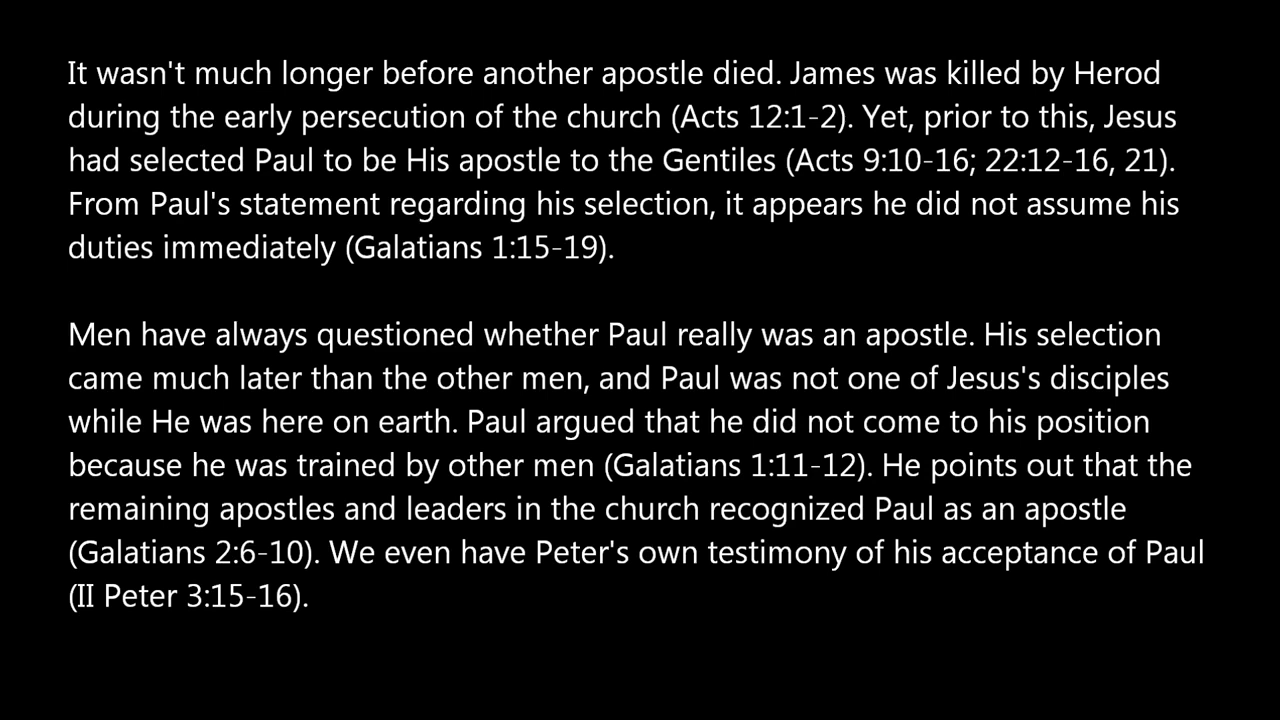 It wasn't much longer before another apostle died. James was killed by Herod
during the early persecution of the church (Acts 12:1-2). Yet, prior to this, Jesus
had selected Paul to be His apostle to the Gentiles (Acts 9:10-16; 22:12-16, 21).
From Paul's statement regarding his selection, it appears he did not assume his
duties immediately (Galatians 1:15-19).
Men have always questioned whether Paul really was an apostle. His selection
came much later than the other men, and Paul was not one of Jesus's disciples
while He was here on earth. Paul argued that he did not come to his position
because he was trained by other men (Galatians 1:11-12). He points out that the
remaining apostles and leaders in the church recognized Paul as an apostle
(Galatians 2:6-10). We even have Peter's own testimony of his acceptance of Paul
(II Peter 3:15-16).